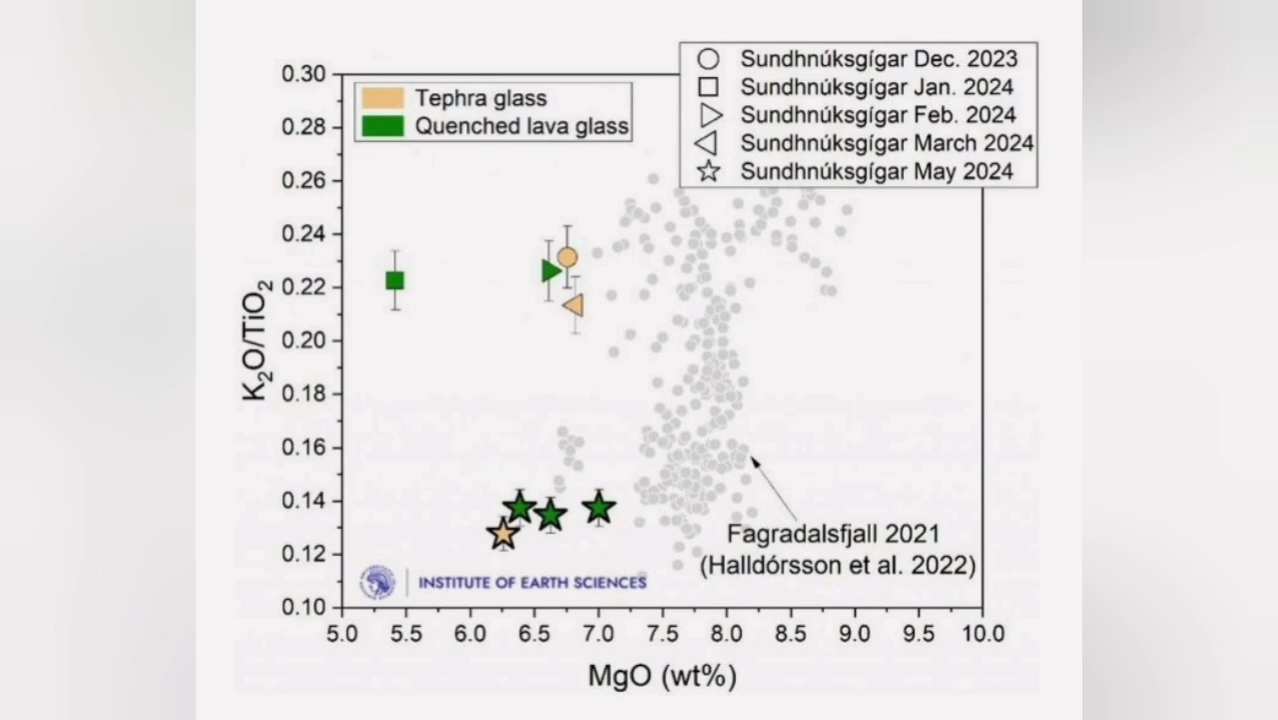 Sundhnúksgígar Dec. 2023
Sundhnúksgígar Jan. 2024
Sundhnúksgígar Feb. 2024
Sundhnúksgígar March 2024
Sundhnúksgígar May 2024
Tephra glass
Quenched lava glass
0.30
0.28
0.26
0.24
0.22
0.20
0.18
0.16
0.14
0.12
0.10
K₂O/TiO₂
Fagradalsfjall 2021
(Halldórsson et al. 2022)
INSTITUTE OF EARTH SCIENCES
5.0 5.5 6.0 6.5 7.0 7.5 8.0 8.5 9.0 9.5 10.0
MgO (wt%)